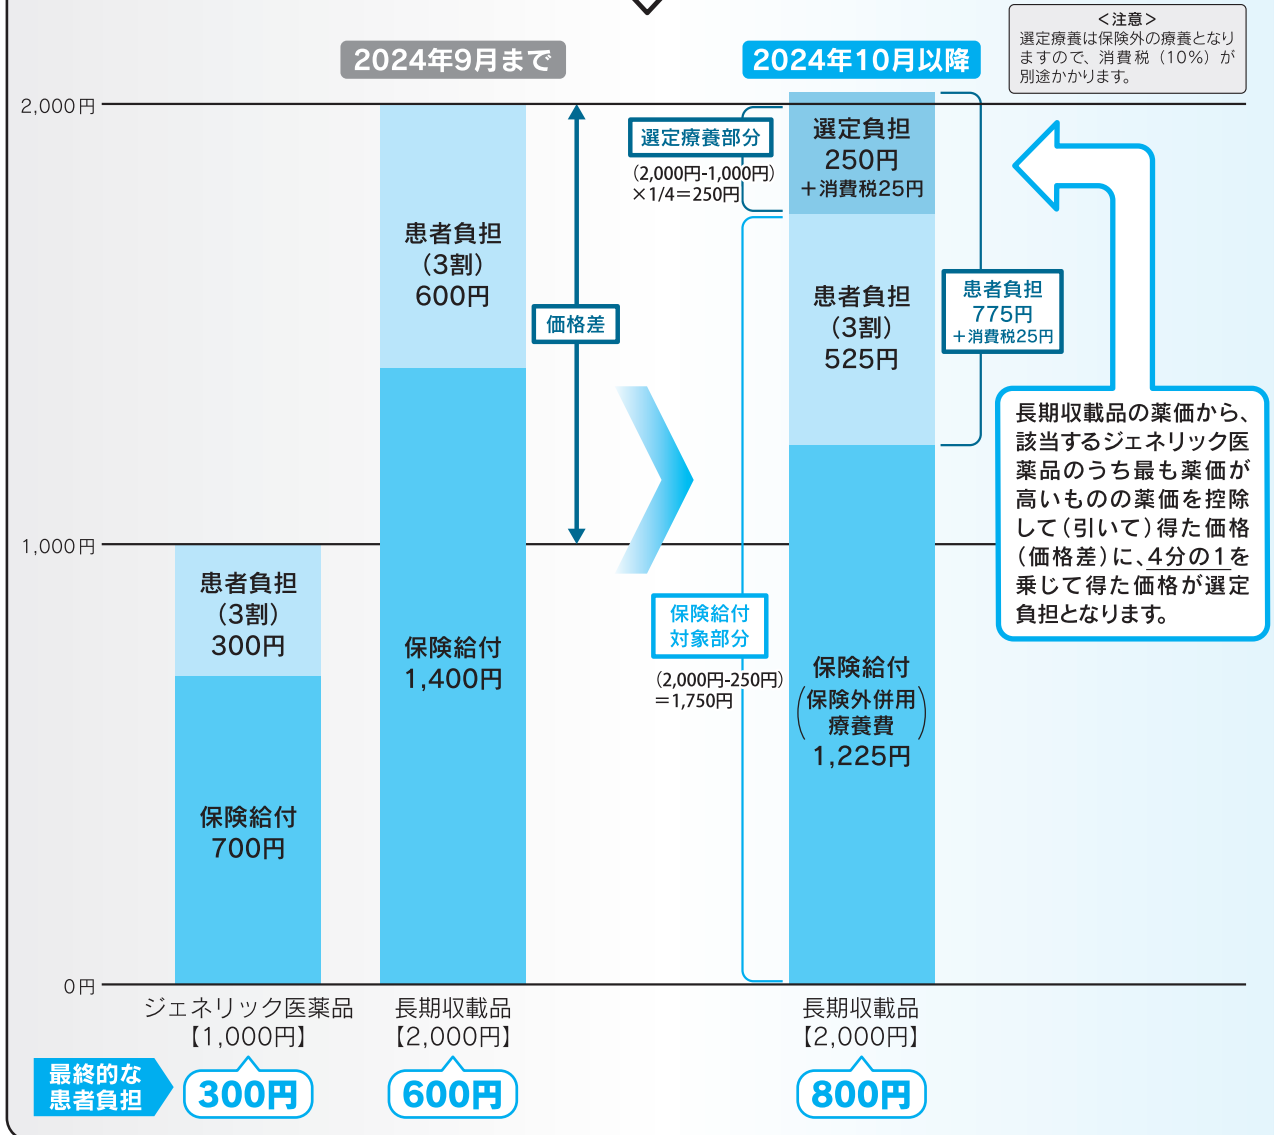 ＜注意＞
選定療養は保険外の療養となり
ますので、消費税（10%）が
別途かかります。
2024年9月まで
2024年10月以降
2,000円
選定療養部分
(2,000円-1,000円)
×1/4＝250円
選定負担
250円
＋消費税25円
患者負担
（3割）
600円
価格差
患者負担
（3割）
525円
患者負担
775円
＋消費税25円
長期収載品の薬価から、
該当するジェネリック医
薬品のうち最も薬価が
高いものの薬価を控除
して（引いて）得た価格
（価格差）に、4分の1を
乗じて得た価格が選定
負担となります。
1,000円
患者負担
（3割）
300円
保険給付
1,400円
保険給付
対象部分
(2,000円-250円)
＝1,750円
保険給付
（保険外併用
療養費）
1,225円
保険給付
700円
0円
ジェネリック医薬品
【1,000円】
長期収載品
【2,000円】
長期収載品
【2,000円】
最終的な
患者負担
300円
600円
800円